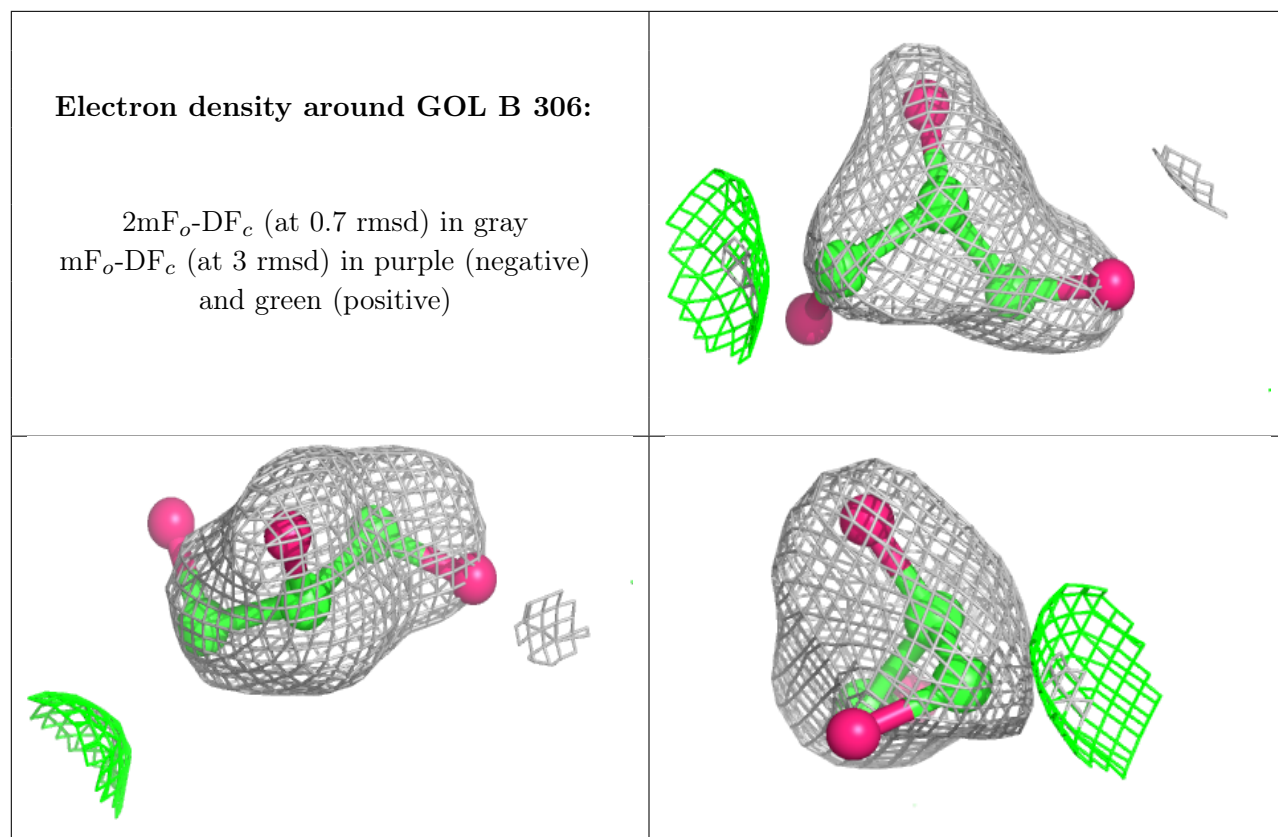 Electron density around GOL B 306:
2mFo-DFc (at 0.7 rmsd) in gray
mFo-DFc (at 3 rmsd) in purple (negative)
and green (positive)